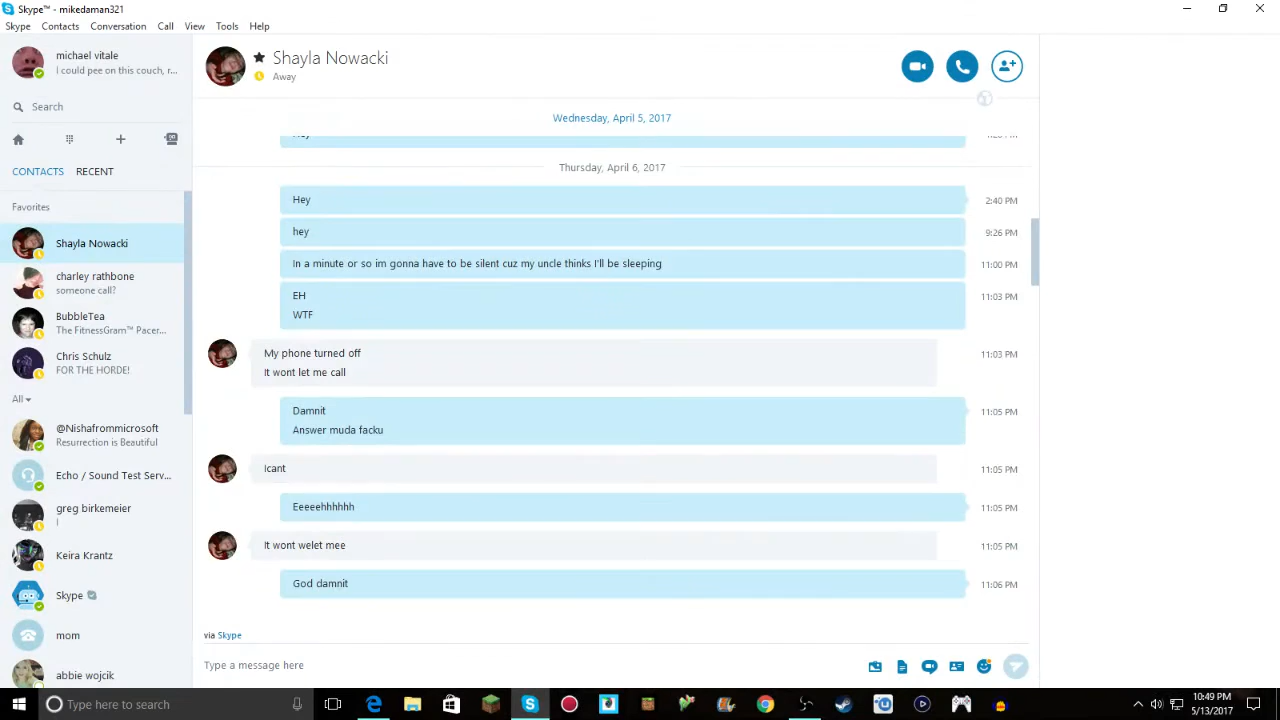 Skype™ - mikedaman321
Skype Contacts Conversation Call View Tools Help
michael vitale
I could pee on this couch, r...
Search
CONTACTS RECENT
Favorites
Shayla Nowacki
charley rathbone
someone call?
BubbleTea
The FitnessGram™ Pacer...
Chris Schulz
FOR THE HORDE!
All
@Nishafrommicrosoft
Resurrection is Beautiful
Echo / Sound Test Serv...
greg birkemeier
Keira Krantz
Skype
mom
abbie wojcik
Shayla Nowacki
Away
Wednesday, April 5, 2017
Thursday, April 6, 2017
Hey 2:40 PM
hey 9:26 PM
In a minute or so im gonna have to be silent cuz my uncle thinks I'll be sleeping 11:00 PM
EH 11:03 PM
WTF
My phone turned off 11:03 PM
It wont let me call
Damnit 11:05 PM
Answer muda facku
Icant 11:05 PM
Eeeeehhhhhh 11:05 PM
It wont welet mee 11:05 PM
God damnit 11:06 PM
via Skype
Type a message here
Type here to search
10:49 PM
5/13/2017